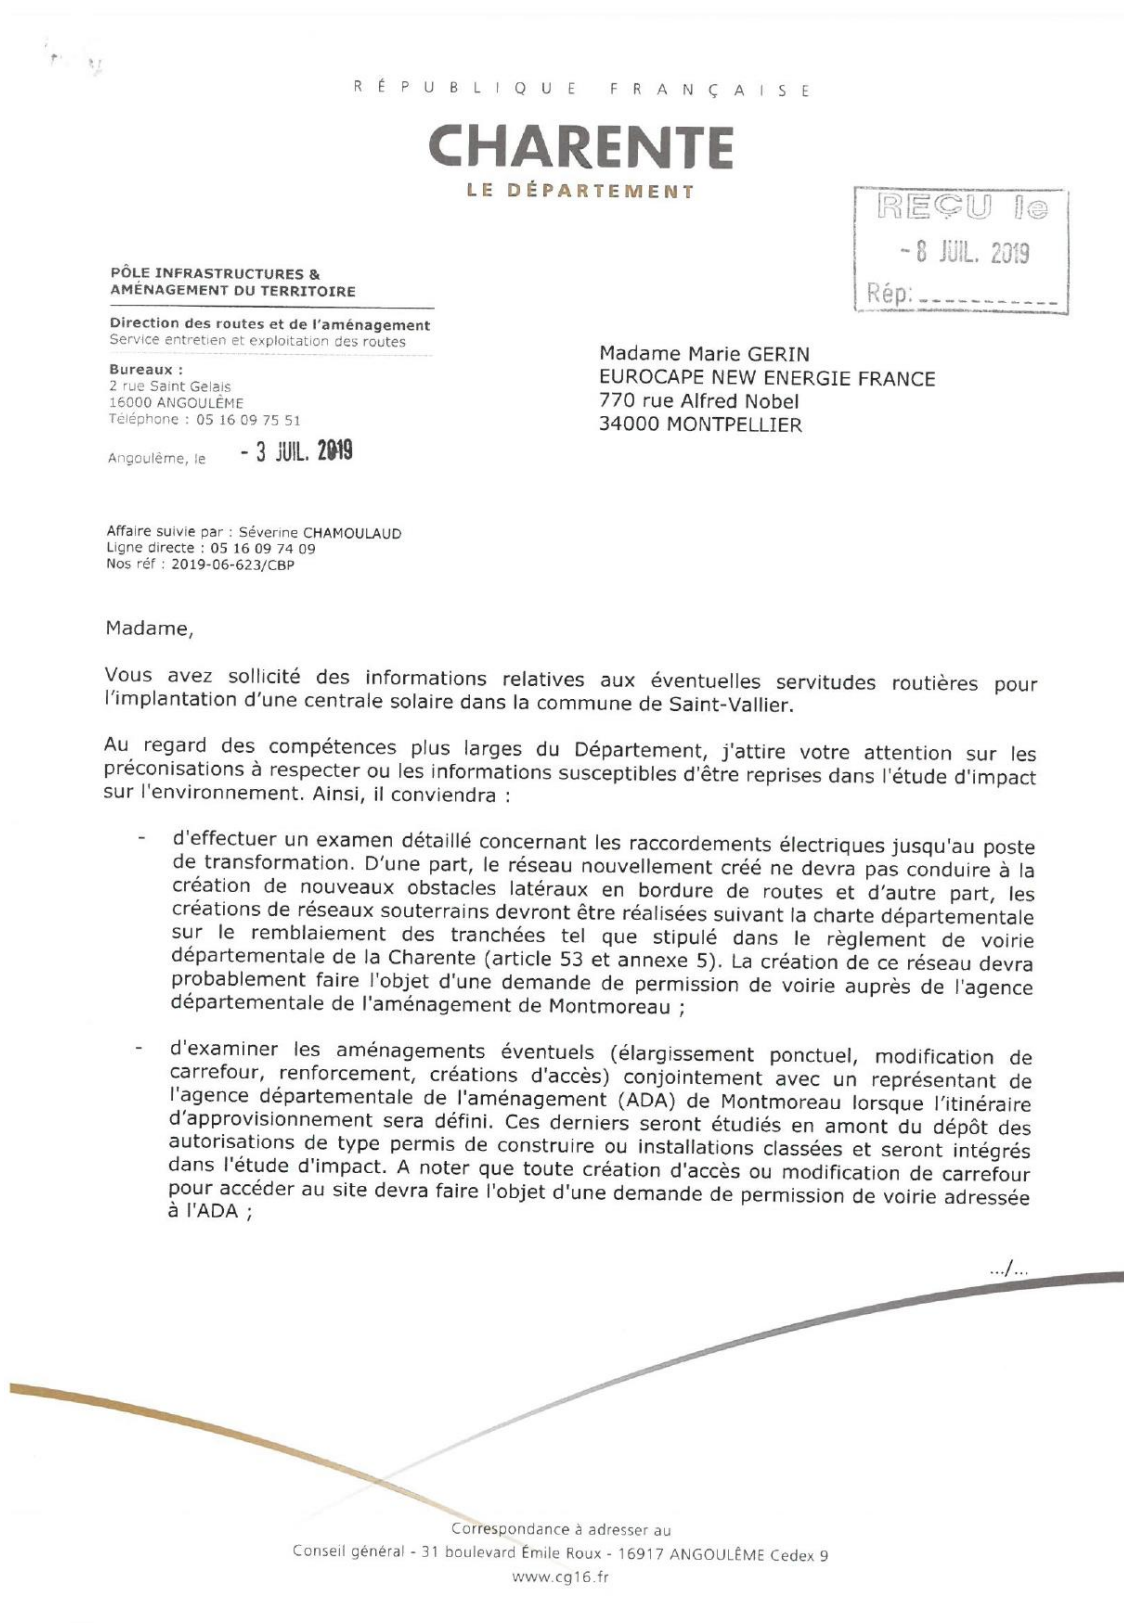 RÉPUBLIQUE FRANÇAISE
CHARENTE
LE DÉPARTEMENT
REÇU le
- 8 JUIL. 2019
Rép: ------------
PÔLE INFRASTRUCTURES &
AMÉNAGEMENT DU TERRITOIRE
Direction des routes et de l'aménagement
Service entretien et exploitation des routes
Bureaux :
2 rue Saint Gelais
16000 ANGOULÊME
Téléphone : 05 16 09 75 51
Angoulême, le - 3 JUIL. 2019
Madame Marie GERIN
EUROCAPE NEW ENERGIE FRANCE
770 rue Alfred Nobel
34000 MONTPELLIER
Affaire suivie par : Séverine CHAMOULAUD
Ligne directe : 05 16 09 74 09
Nos réf : 2019-06-623/CBP
Madame,
Vous avez sollicité des informations relatives aux éventuelles servitudes routières pour
l'implantation d'une centrale solaire dans la commune de Saint-Vallier.
Au regard des compétences plus larges du Département, j'attire votre attention sur les
préconisations à respecter ou les informations susceptibles d'être reprises dans l'étude d'impact
sur l'environnement. Ainsi, il conviendra :
- d'effectuer un examen détaillé concernant les raccordements électriques jusqu'au poste
de transformation. D'une part, le réseau nouvellement créé ne devra pas conduire à la
création de nouveaux obstacles latéraux en bordure de routes et d'autre part, les
créations de réseaux souterrains devront être réalisées suivant la charte départementale
sur le remblaiement des tranchées tel que stipulé dans le règlement de voirie
départementale de la Charente (article 53 et annexe 5). La création de ce réseau devra
probablement faire l'objet d'une demande de permission de voirie auprès de l'agence
départementale de l'aménagement de Montmoreau ;
- d'examiner les aménagements éventuels (élargissement ponctuel, modification de
carrefour, renforcement, créations d'accès) conjointement avec un représentant de
l'agence départementale de l'aménagement (ADA) de Montmoreau lorsque l'itinéraire
d'approvisionnement sera défini. Ces derniers seront étudiés en amont du dépôt des
autorisations de type permis de construire ou installations classées et seront intégrés
dans l'étude d'impact. A noter que toute création d'accès ou modification de carrefour
pour accéder au site devra faire l'objet d'une demande de permission de voirie adressée
à l'ADA ;
.../...
Correspondance à adresser au
Conseil général - 31 boulevard Émile Roux - 16917 ANGOULÊME Cedex 9
www.cg16.fr